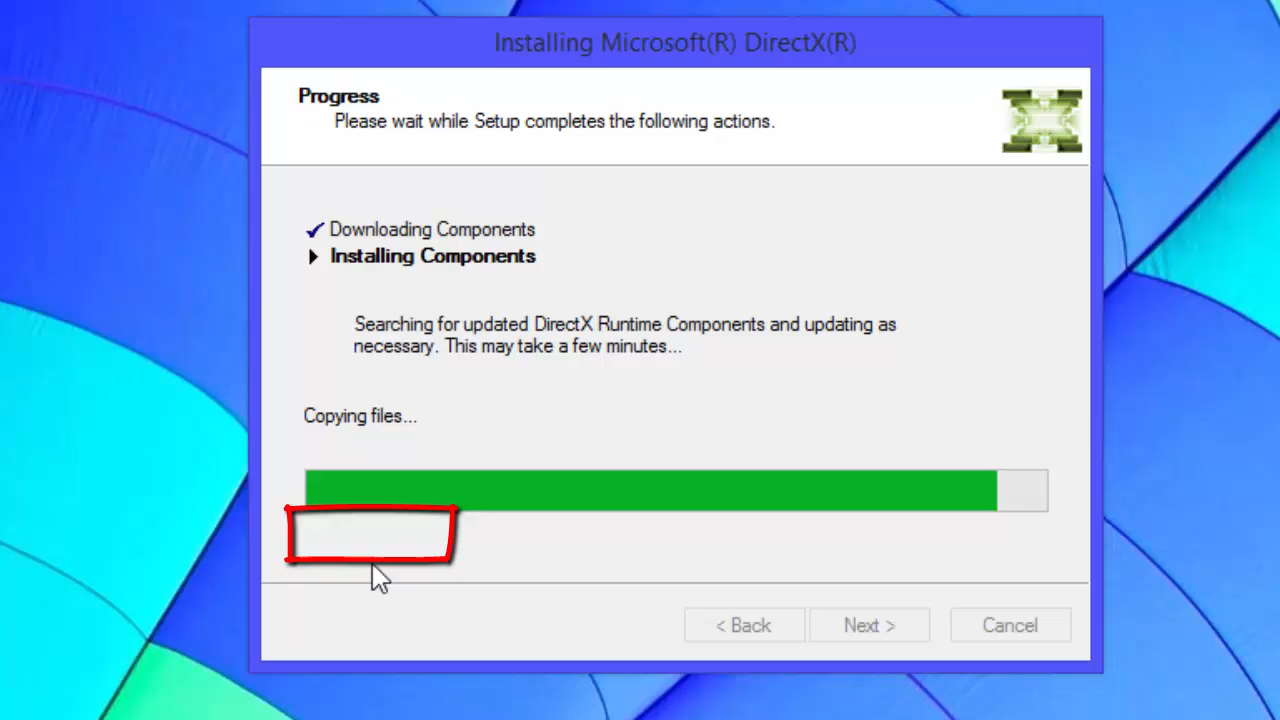 Installing Microsoft(R) DirectX(R)
Progress
Please wait while Setup completes the following actions.
Downloading Components
Installing Components
Searching for updated DirectX Runtime Components and updating as
necessary. This may take a few minutes...
Copying files...
< Back
Next >
Cancel